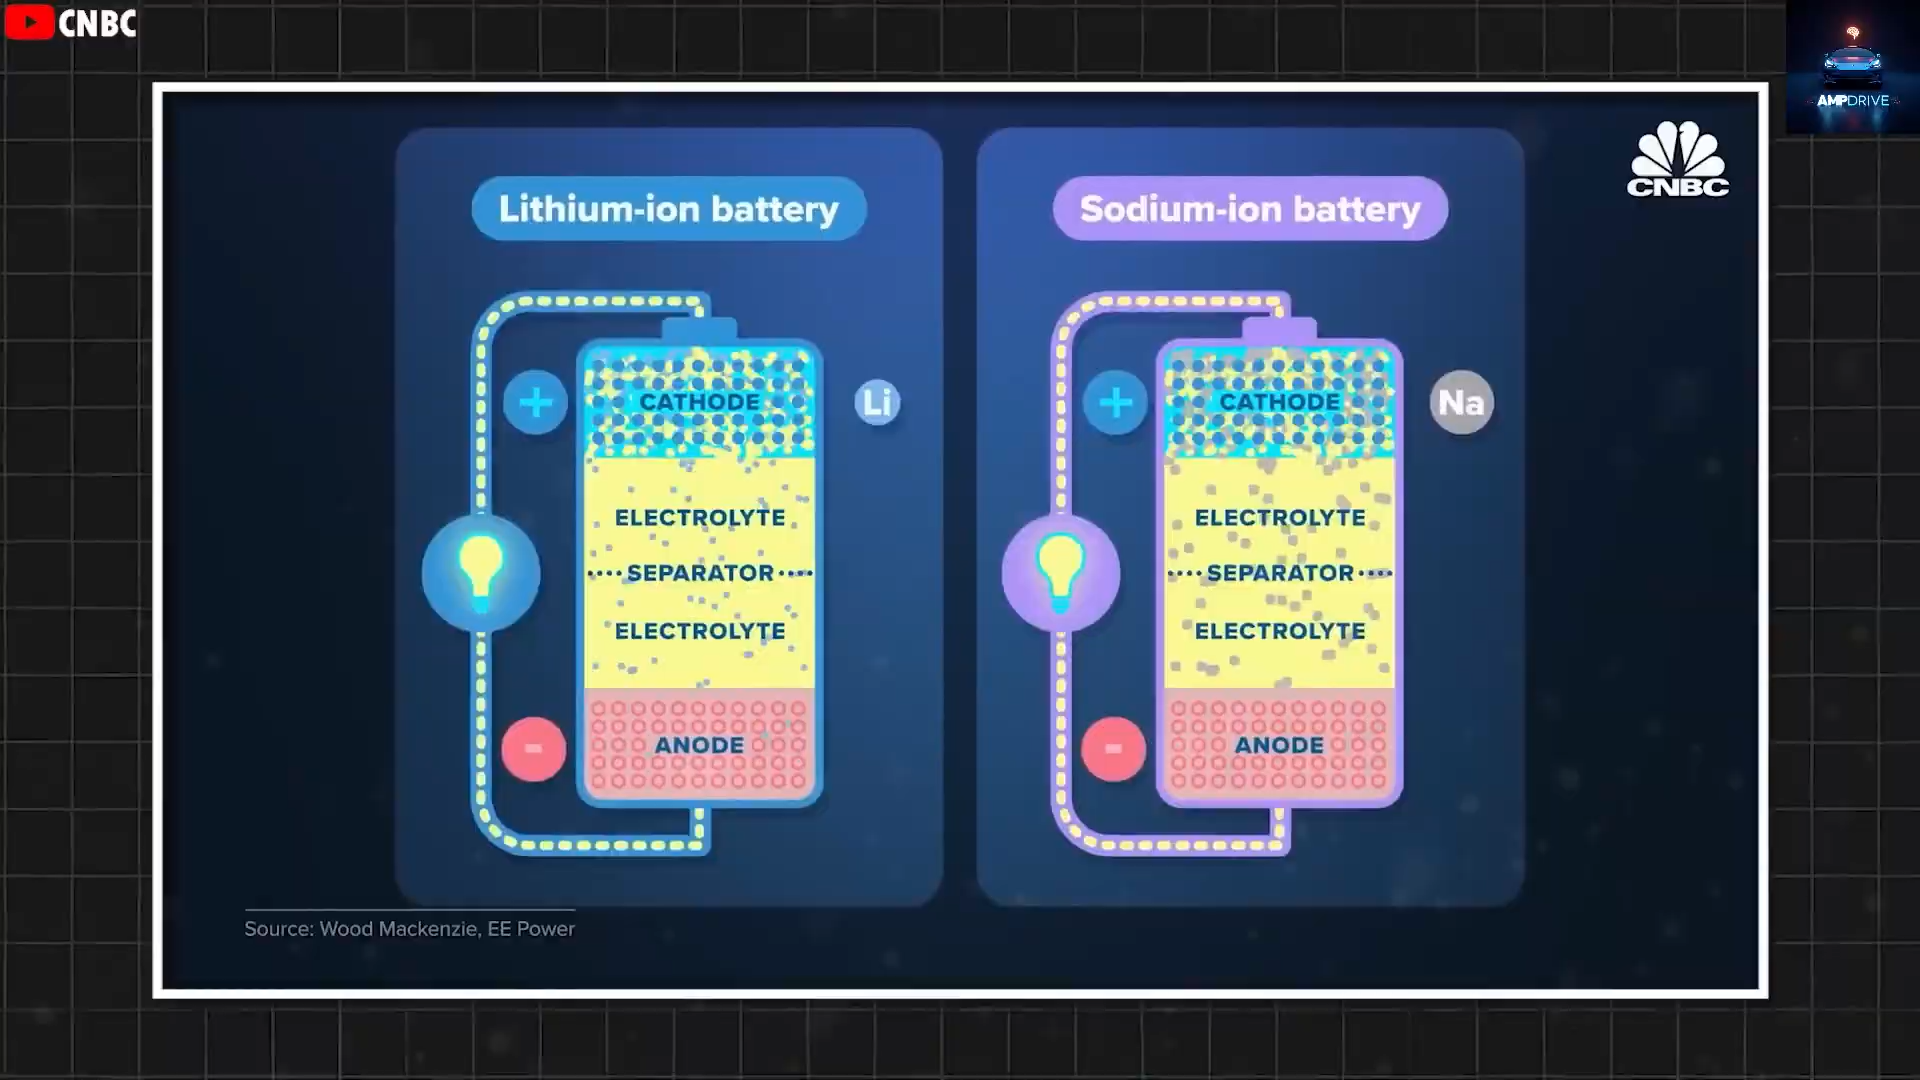 CNBC
AMPDRIVE
CNBC
Lithium-ion battery
+
CATHODE
Li
ELECTROLYTE
SEPARATOR
ELECTROLYTE
-
ANODE
Sodium-ion battery
+
CATHODE
Na
ELECTROLYTE
SEPARATOR
ELECTROLYTE
-
ANODE
Source: Wood Mackenzie, EE Power